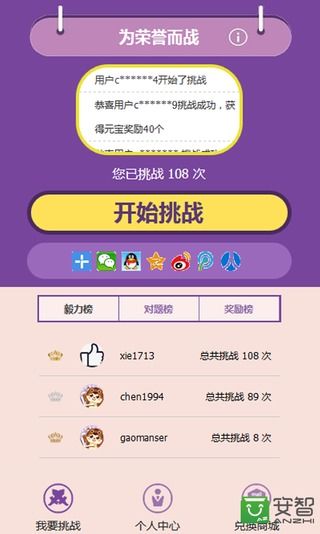 为荣誉而战
用户c******4开始了挑战
恭喜用户c******9挑战成功，获
得元宝奖励40个
您已挑战 108 次
开始挑战
毅力榜 对题榜 奖励榜
xie1713 总共挑战 108 次
chen1994 总共挑战 89 次
gaomanser 总共挑战 8 次
我要挑战 个人中心 兑换商城
安智
ANZHI